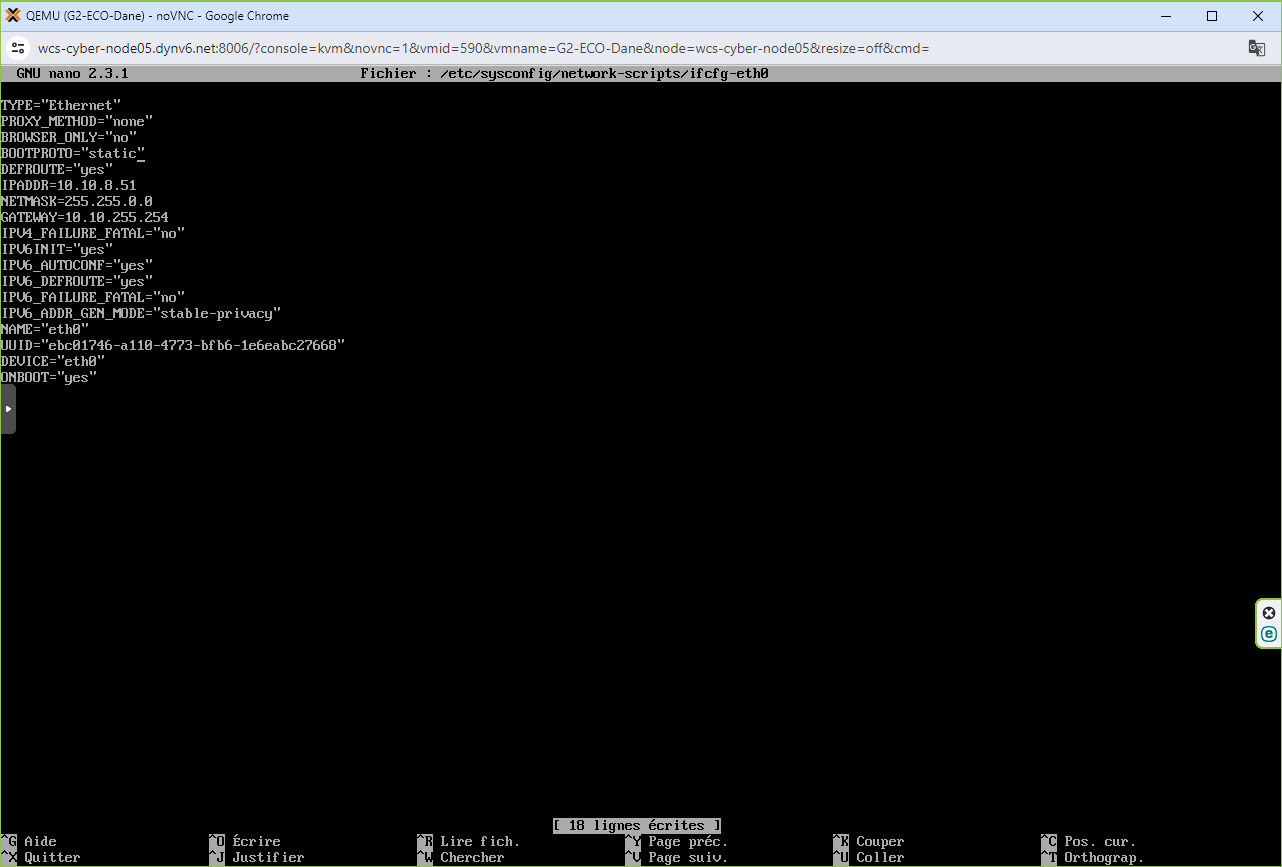 QEMU (G2-ECO-Dane) - noVNC - Google Chrome
wcs-cyber-node05.dynv6.net:8006/?console=kvm&novnc=1&vmid=590&vmname=G2-ECO-Dane&node=wcs-cyber-node05&resize=off&cmd=
GNU nano 2.3.1 Fichier : /etc/sysconfig/network-scripts/ifcfg-eth0
TYPE="Ethernet"
PROXY_METHOD="none"
BROWSER_ONLY="no"
BOOTPROTO="static"
DEFROUTE="yes"
IPADDR=10.10.8.51
NETMASK=255.255.0.0
GATEWAY=10.10.255.254
IPV4_FAILURE_FATAL="no"
IPV6INIT="yes"
IPV6_AUTOCONF="yes"
IPV6_DEFROUTE="yes"
IPV6_FAILURE_FATAL="no"
IPV6_ADDR_GEN_MODE="stable-privacy"
NAME="eth0"
UUID="ebc01746-a110-4773-bfb6-1e6eabc27668"
DEVICE="eth0"
ONBOOT="yes"
[ 18 lignes écrites ]
^G Aide ^O Écrire ^R Lire fich. ^Y Page préc. ^K Couper ^C Pos. cur.
^X Quitter ^J Justifier ^W Chercher ^V Page suiv. ^U Coller ^T Orthograp.